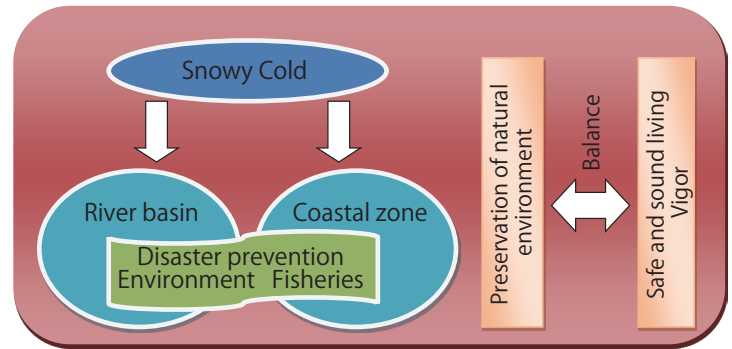 Snowy Cold
River basin
Coastal zone
Disaster prevention
Environment Fisheries
Preservation of natural
environment
Balance
Safe and sound living
Vigor